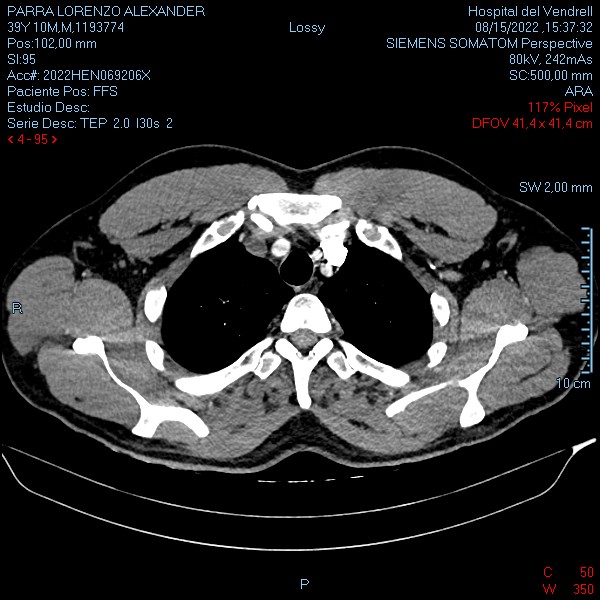 PARRA LORENZO ALEXANDER
39Y 10M,M,1193774
Pos:102,00 mm
SI:95
Acc#: 2022HEN069206X
Paciente Pos: FFS
Estudio Desc:
Serie Desc: TEP 2.0 I30s 2
< 4 - 95 >
Lossy
Hospital del Vendrell
08/15/2022 ,15:37:32
SIEMENS SOMATOM Perspective
80kV, 242mAs
SC:500,00 mm
ARA
117% Pixel
DFOV 41,4 x 41,4 cm
SW 2,00 mm
R
10 cm
P
C 50
W 350